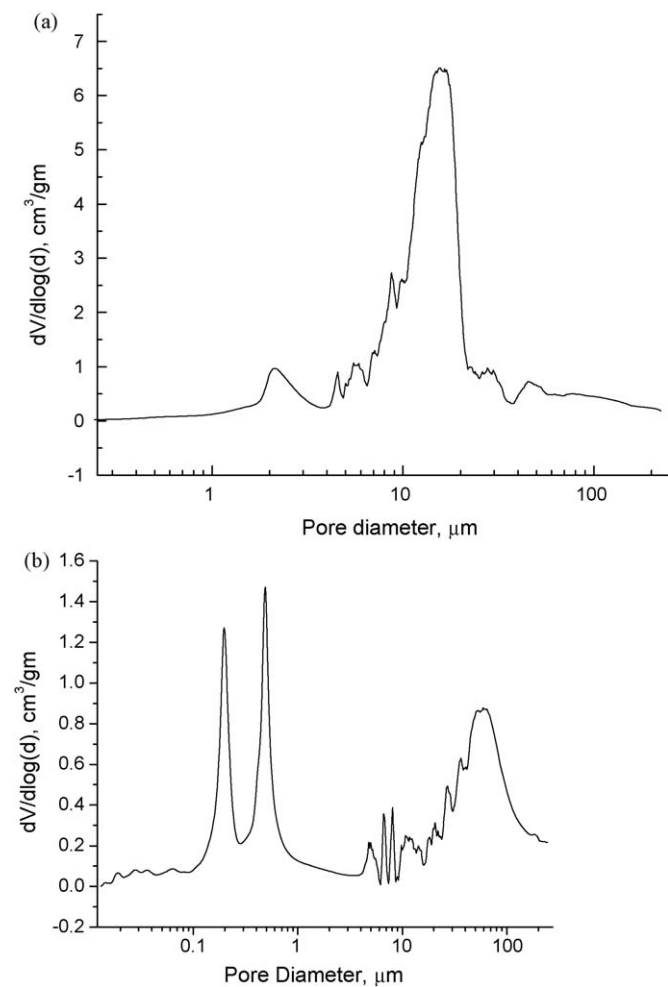 (a)
7
6
5
4
3
2
1
0
-1
dV/dlog(d), cm³/gm
1 10 100
Pore diameter, μm
(b)
1.6
1.4
1.2
1.0
0.8
0.6
0.4
0.2
0.0
-0.2
dV/dlog(d), cm³/gm
0.1 1 10 100
Pore Diameter, μm